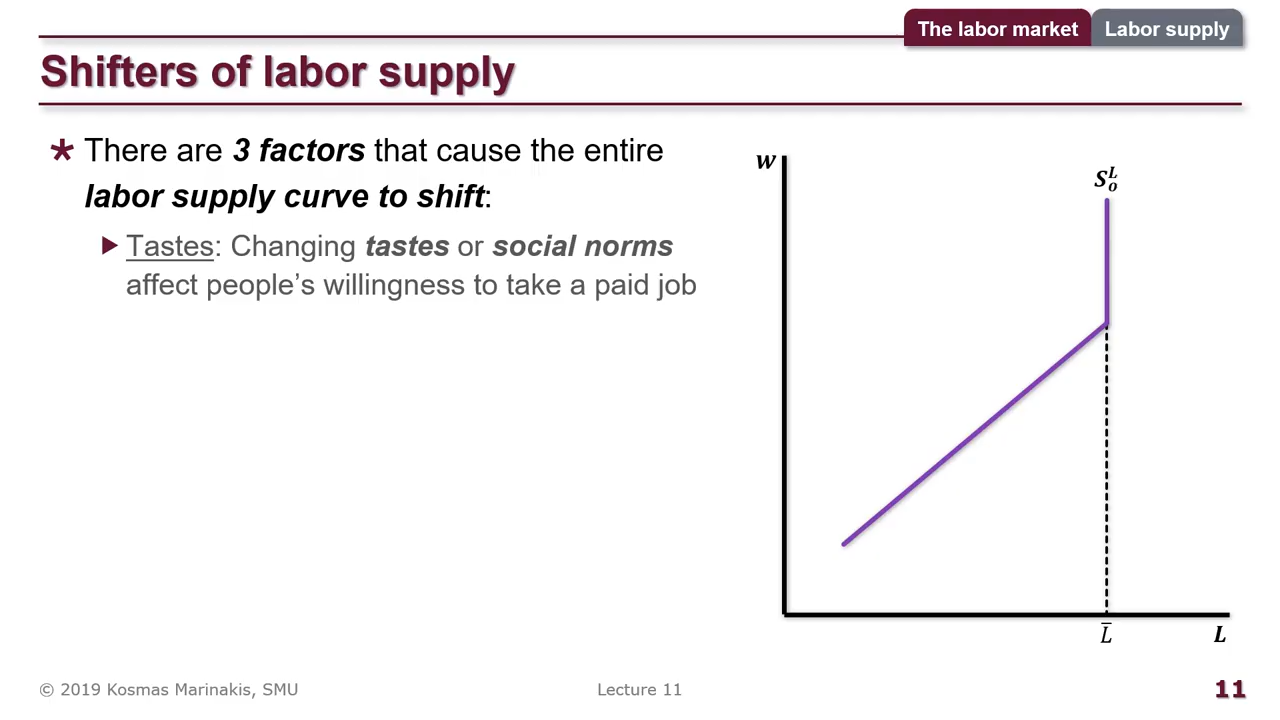 The labor market
Labor supply
Shifters of labor supply
* There are 3 factors that cause the entire
labor supply curve to shift:
Tastes: Changing tastes or social norms
affect people’s willingness to take a paid job
w
Sₒᴸ
L̅
L
© 2019 Kosmas Marinakis, SMU
Lecture 11
11